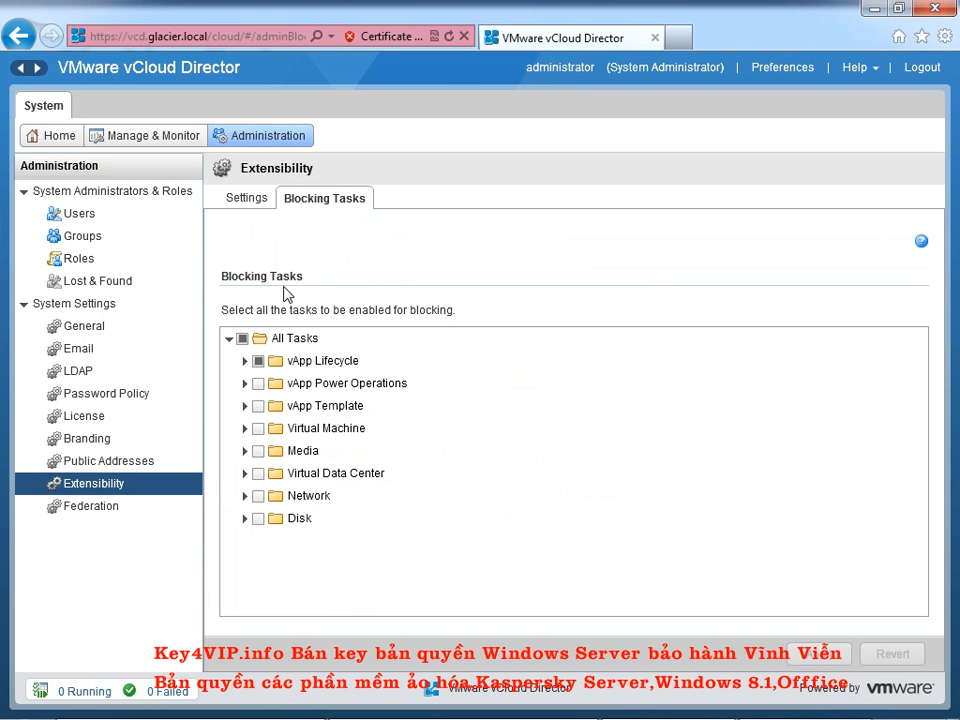 https://vcd.glacier.local/cloud/#/adminBlo
Certificate ...
VMware vCloud Director
VMware vCloud Director
administrator (System Administrator) | Preferences | Help | Logout
System
Home
Manage & Monitor
Administration
Administration
System Administrators & Roles
Users
Groups
Roles
Lost & Found
System Settings
General
Email
LDAP
Password Policy
License
Branding
Public Addresses
Extensibility
Federation
Extensibility
Settings
Blocking Tasks
Blocking Tasks
Select all the tasks to be enabled for blocking.
All Tasks
vApp Lifecycle
vApp Power Operations
vApp Template
Virtual Machine
Media
Virtual Data Center
Network
Disk
Revert
Key4VIP.info Bán key bản quyền Windows Server bảo hành Vĩnh Viễn
Bản quyền các phần mềm ảo hóa,Kaspersky Server,Windows 8.1,Offfice
0 Running
0 Failed
VMware vCloud Director
Powered by vmware